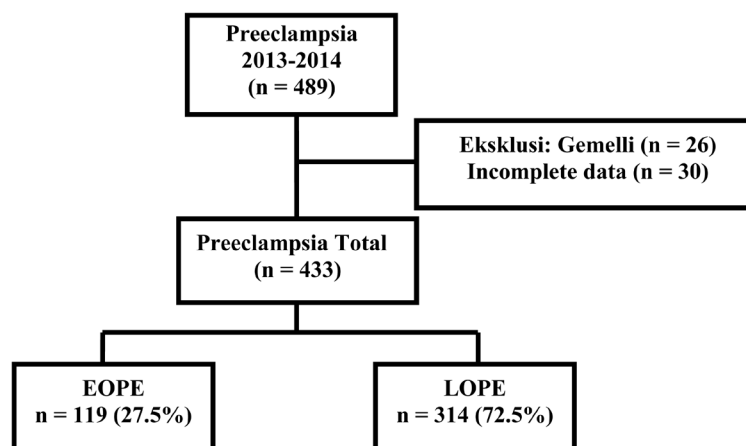 Preeclampsia
2013-2014
(n = 489)
Eksklusi: Gemelli (n = 26)
Incomplete data (n = 30)
Preeclampsia Total
(n = 433)
EOPE
n = 119 (27.5%)
LOPE
n = 314 (72.5%)